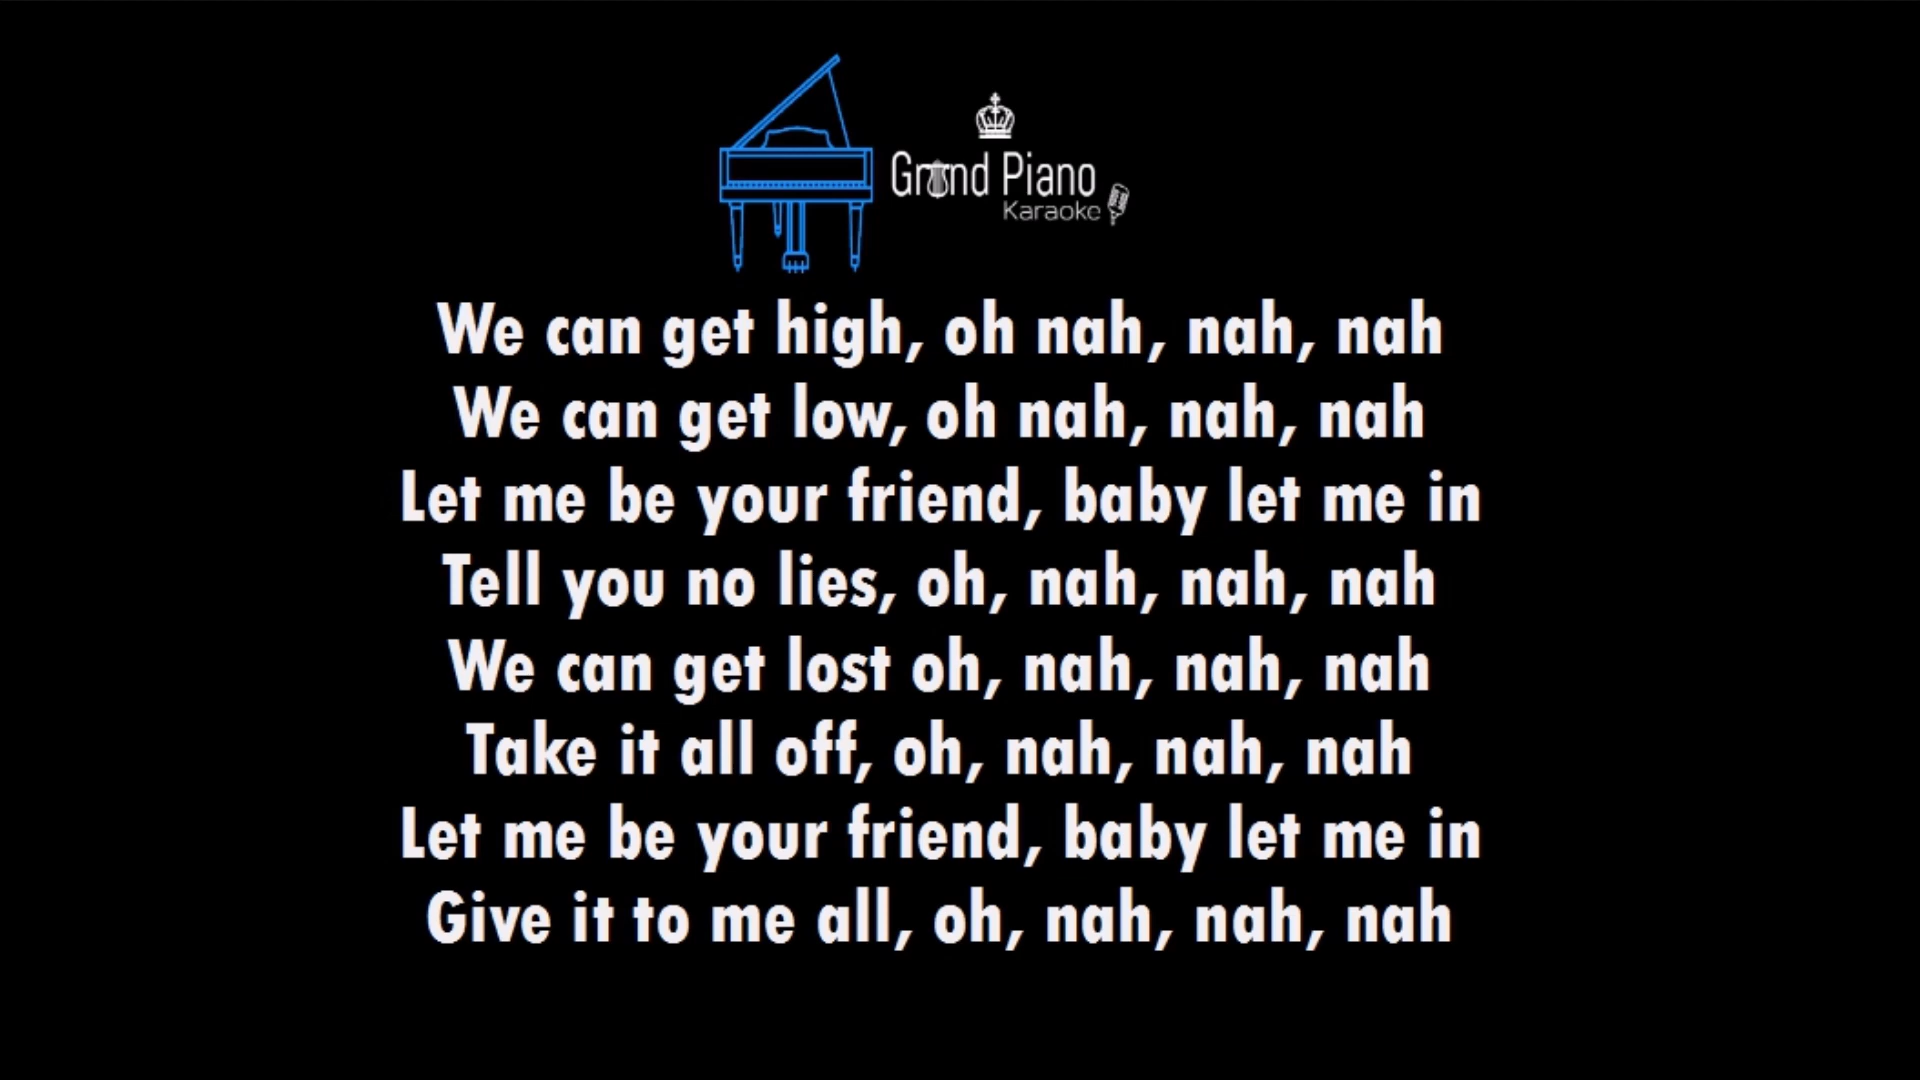 Grand Piano
Karaoke
We can get high, oh nah, nah, nah
We can get low, oh nah, nah, nah
Let me be your friend, baby let me in
Tell you no lies, oh, nah, nah, nah
We can get lost oh, nah, nah, nah
Take it all off, oh, nah, nah, nah
Let me be your friend, baby let me in
Give it to me all, oh, nah, nah, nah